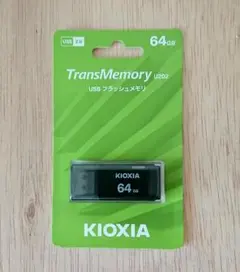 USB 2.0
64GB
TransMemory U202
USB フラッシュメモリ
KIOXIA
64GB
KIOXIA